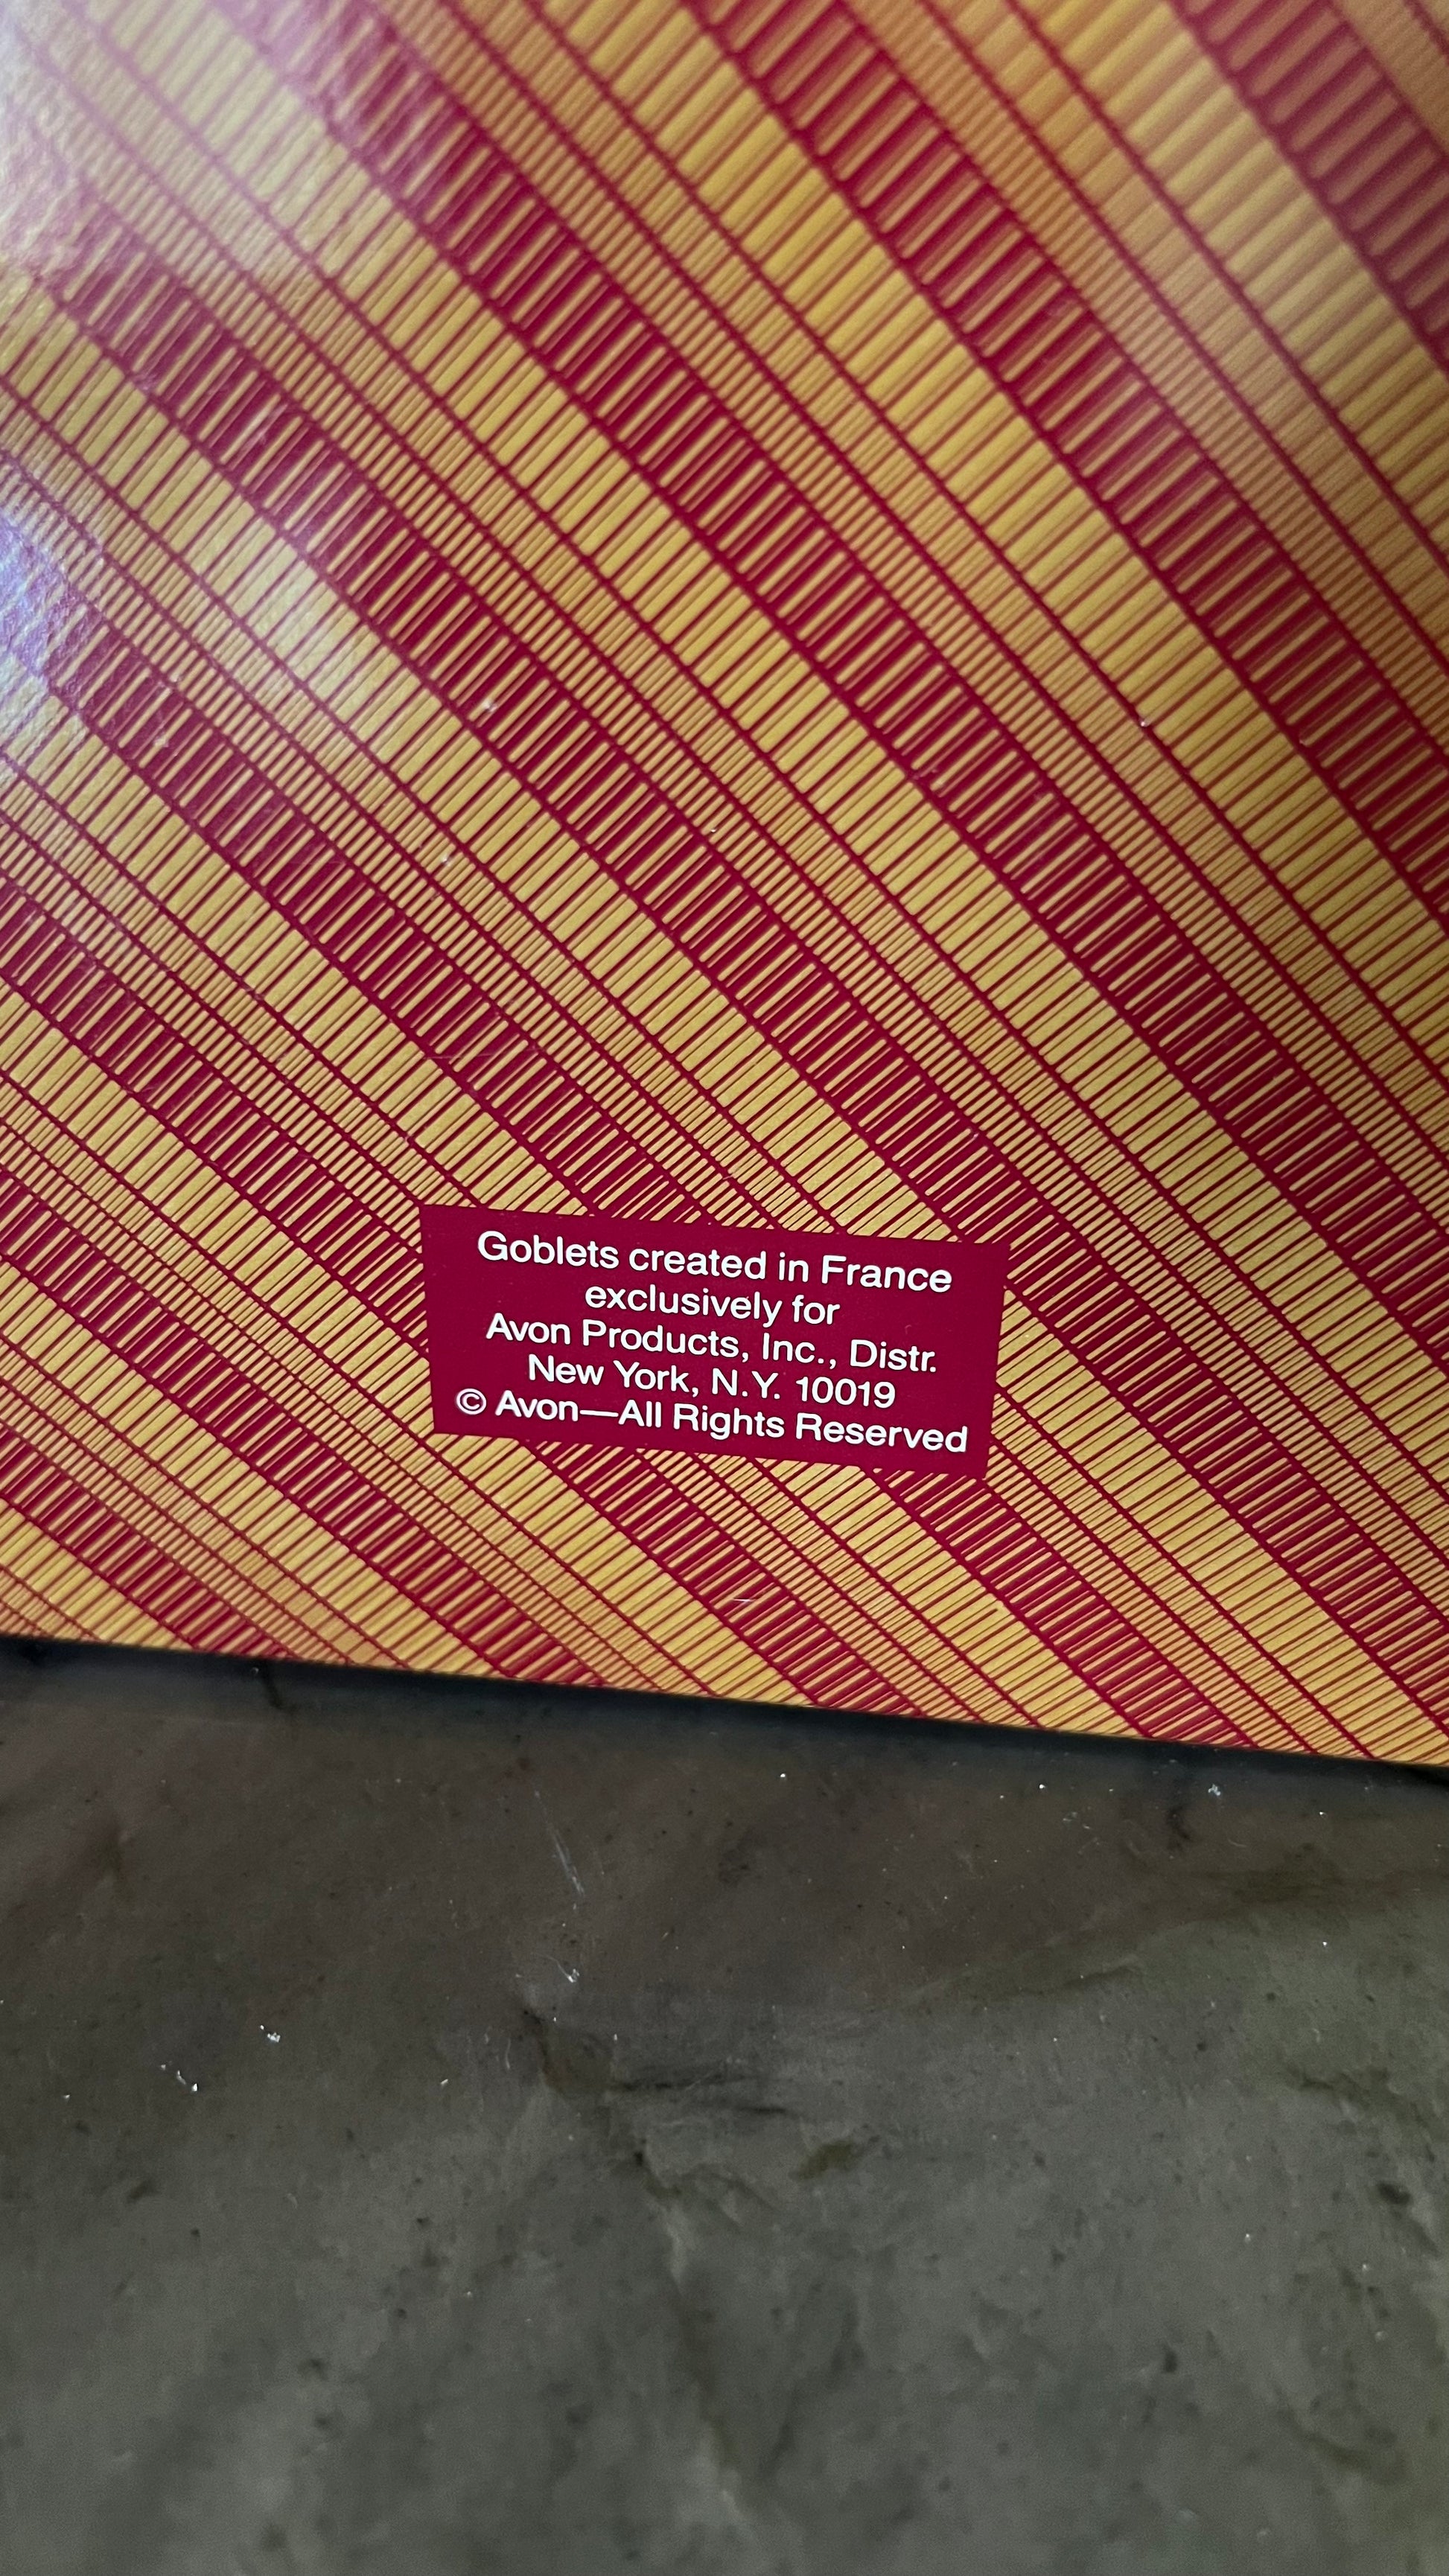 Goblets created in France
exclusively for
Avon Products, Inc., Distr.
New York, N.Y. 10019
© Avon—All Rights Reserved